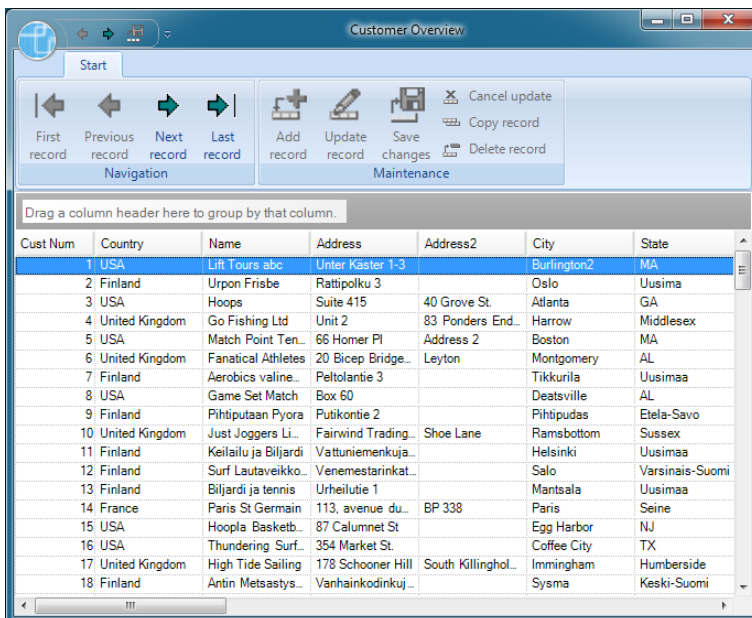 Customer Overview
Start
First record
Previous record
Next record
Last record
Navigation
Add record
Update record
Save changes
Cancel update
Copy record
Delete record
Maintenance
Drag a column header here to group by that column.
Cust Num Country Name Address Address2 City State
1 USA Lift Tours abc Unter Käster 1-3 Burlington2 MA
2 Finland Urpon Frisbe Rattipolku 3 Oslo Uusima
3 USA Hoops Suite 415 40 Grove St. Atlanta GA
4 United Kingdom Go Fishing Ltd Unit 2 83 Ponders End... Harrow Middlesex
5 USA Match Point Ten... 66 Homer Pl Address 2 Boston MA
6 United Kingdom Fanatical Athletes 20 Bicep Bridge... Leyton Montgomery AL
7 Finland Aerobics valine... Peltolantie 3 Tikkurila Uusimaa
8 USA Game Set Match Box 60 Deatsville AL
9 Finland Pihtiputaan Pyora Putikontie 2 Pihtipudas Etela-Savo
10 United Kingdom Just Joggers Li... Fairwind Trading... Shoe Lane Ramsbottom Sussex
11 Finland Keilailu ja Biljardi Vattuniemenkuja... Helsinki Uusimaa
12 Finland Surf Lautaveikko... Venemestarinkat... Salo Varsinais-Suomi
13 Finland Biljardi ja tennis Urheilutie 1 Mantsala Uusimaa
14 France Paris St Germain 113, avenue du... BP 338 Paris Seine
15 USA Hoopla Basketb... 87 Calumnet St Egg Harbor NJ
16 USA Thundering Surf... 354 Market St. Coffee City TX
17 United Kingdom High Tide Sailing 178 Schooner Hill South Killinghol... Immingham Humberside
18 Finland Antin Metsastys... Vanhainkodinkuj... Sysma Keski-Suomi